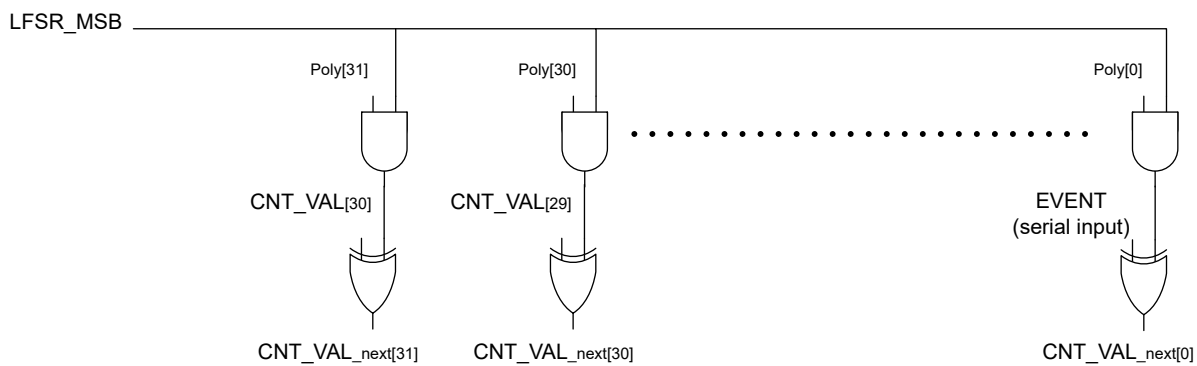 LFSR_MSB
Poly[31]
Poly[30]
Poly[0]
CNT_VAL[30]
CNT_VAL[29]
EVENT
(serial input)
CNT_VAL_next[31]
CNT_VAL_next[30]
CNT_VAL_next[0]